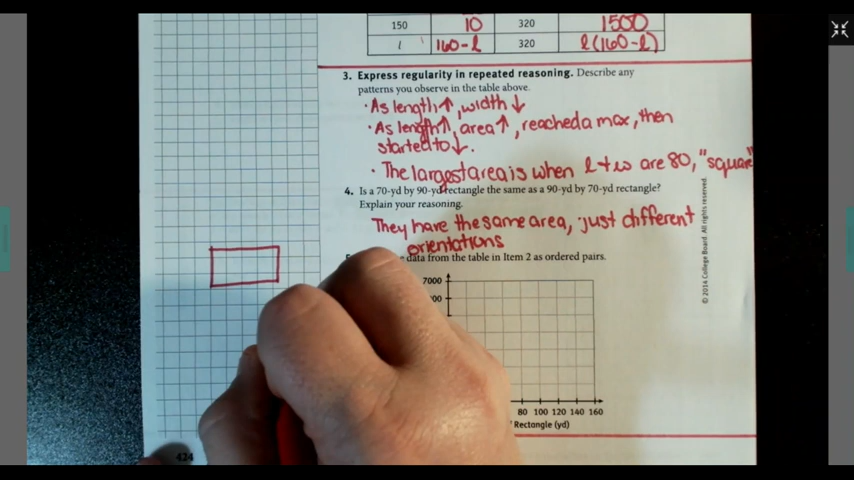 150 10 320 1500
l 160-l 320 l(160-l)
3. Express regularity in repeated reasoning. Describe any
patterns you observe in the table above.
· As length↑, width↓
· As length↑, area↑, reached a max, then
started to ↓.
· The largest area is when l + w are 80, "square"
4. Is a 70-yd by 90-yd rectangle the same as a 90-yd by 70-yd rectangle?
Explain your reasoning.
They have the same area, just different
orientations
data from the table in Item 2 as ordered pairs.
7000
80 100 120 140 160
Rectangle (yd)
© 2014 College Board. All rights reserved.
424